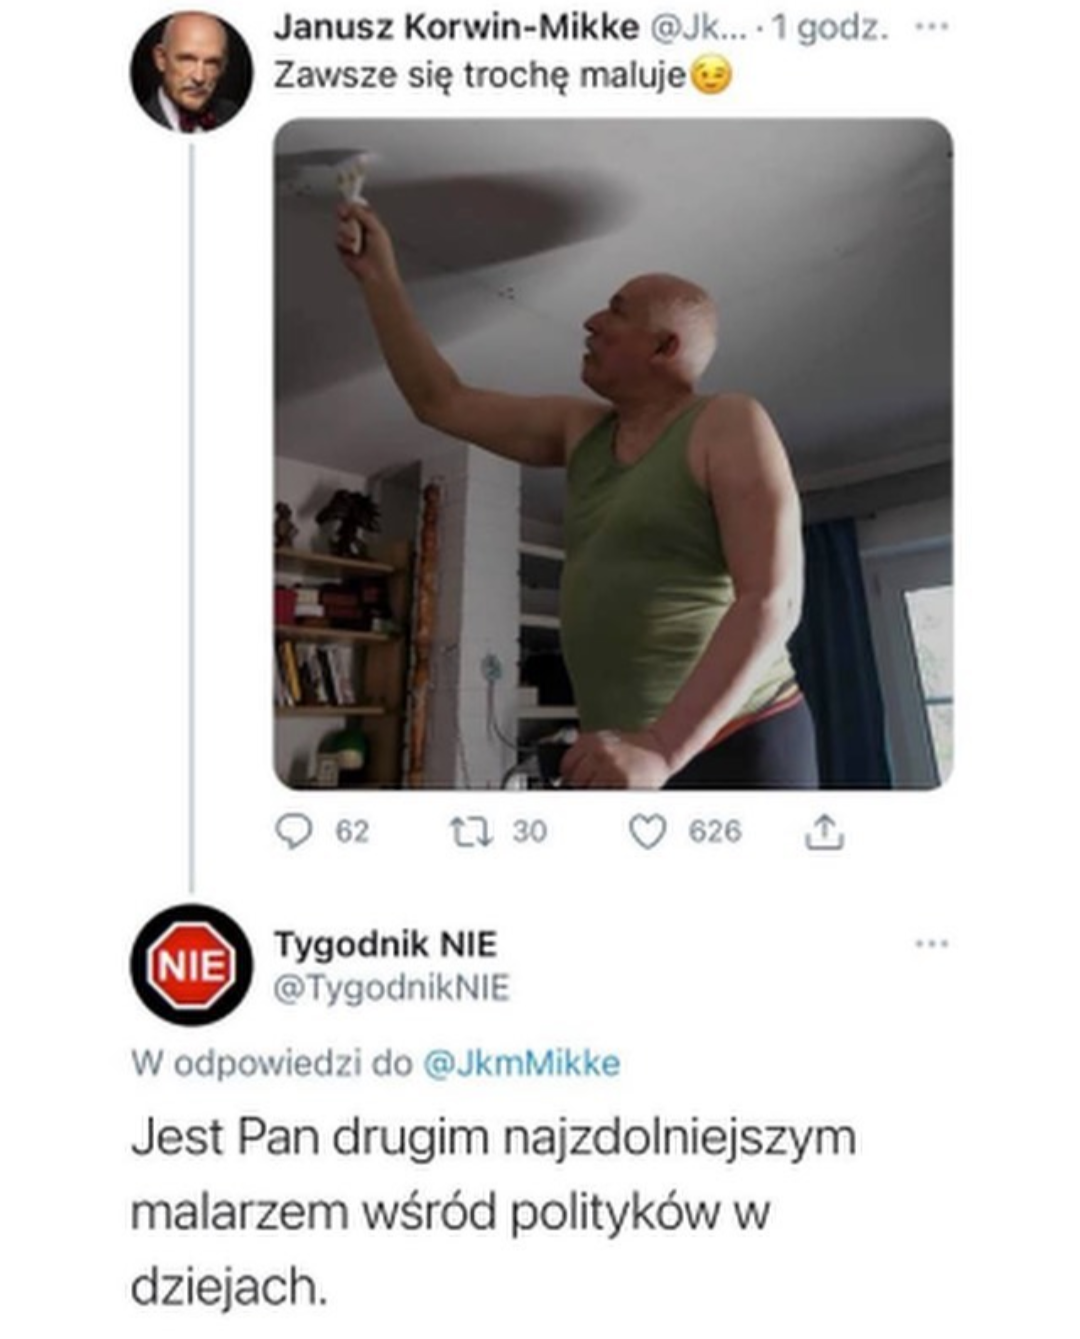 Janusz Korwin-Mikke @Jk... · 1 godz.
Zawsze się trochę maluje😉
62 30 626
NIE
Tygodnik NIE
@TygodnikNIE
W odpowiedzi do @JkmMikke
Jest Pan drugim najzdolniejszym
malarzem wśród polityków w
dziejach.